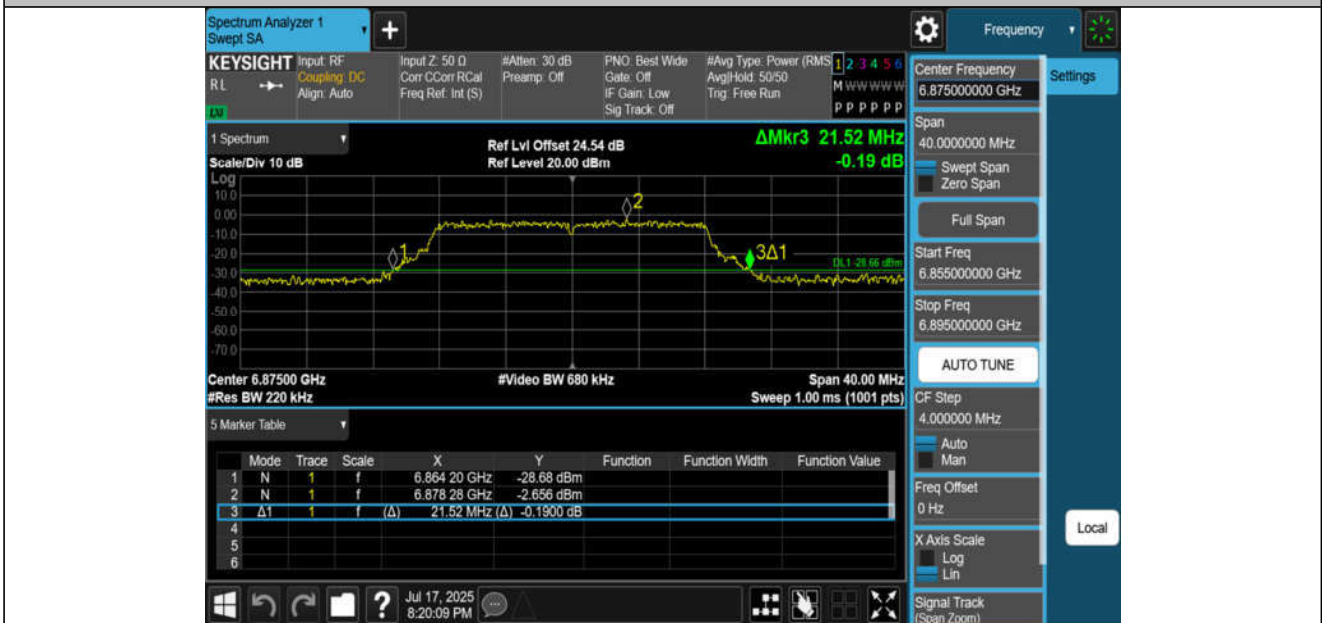 Spectrum Analyzer 1
Swept SA
+
Frequency
KEYSIGHT
RL
LXI
Input: RF
Coupling: DC
Align: Auto
Input Z: 50 Ω
Corr CCorr RCal
Freq Ref: Int (S)
#Atten: 30 dB
Preamp: Off
PNO: Best Wide
Gate: Off
IF Gain: Low
Sig Track: Off
#Avg Type: Power (RMS
Avg|Hold: 50/50
Trig: Free Run
1 2 3 4 5 6
M W W W W W
P P P P P P
1 Spectrum
Scale/Div 10 dB
Log
Ref Lvl Offset 24.54 dB
Ref Level 20.00 dBm
ΔMkr3 21.52 MHz
-0.19 dB
10.0
0.00
-10.0
-20.0
-30.0
-40.0
-50.0
-60.0
-70.0
1
2
3Δ1
DL1 -28.66 dBm
Center 6.87500 GHz
#Video BW 680 kHz
Span 40.00 MHz
#Res BW 220 kHz
Sweep 1.00 ms (1001 pts)
5 Marker Table
Mode Trace Scale X Y Function Function Width Function Value
1 N 1 f 6.864 20 GHz -28.68 dBm
2 N 1 f 6.878 28 GHz -2.656 dBm
3 Δ1 1 f (Δ) 21.52 MHz (Δ) -0.1900 dB
4
5
6
?
Jul 17, 2025
8:20:09 PM
Center Frequency
6.875000000 GHz
Settings
Span
40.0000000 MHz
Swept Span
Zero Span
Full Span
Start Freq
6.855000000 GHz
Stop Freq
6.895000000 GHz
AUTO TUNE
CF Step
4.000000 MHz
Auto
Man
Freq Offset
0 Hz
X Axis Scale
Log
Lin
Local
Signal Track
(Span Zoom)